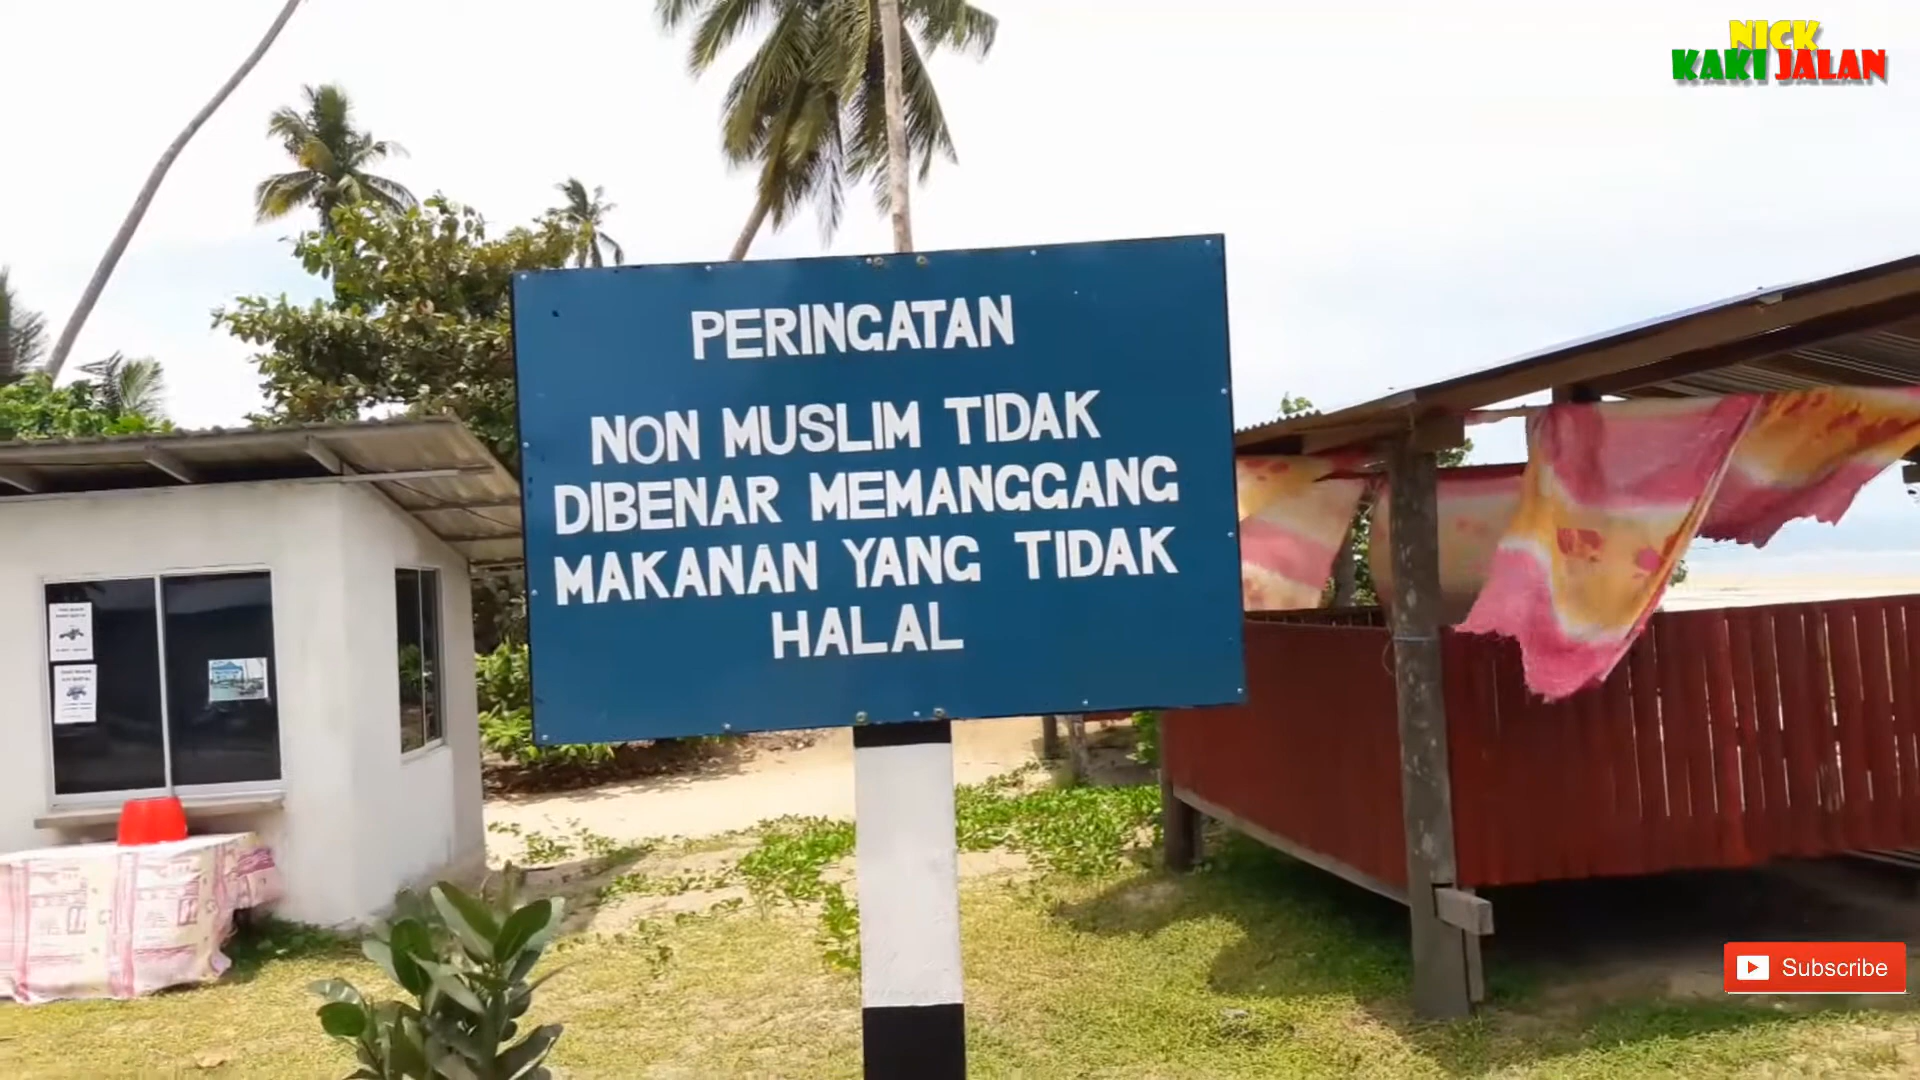 NICK
KAKI JALAN
PERINGATAN
NON MUSLIM TIDAK
DIBENAR MEMANGGANG
MAKANAN YANG TIDAK
HALAL
Subscribe